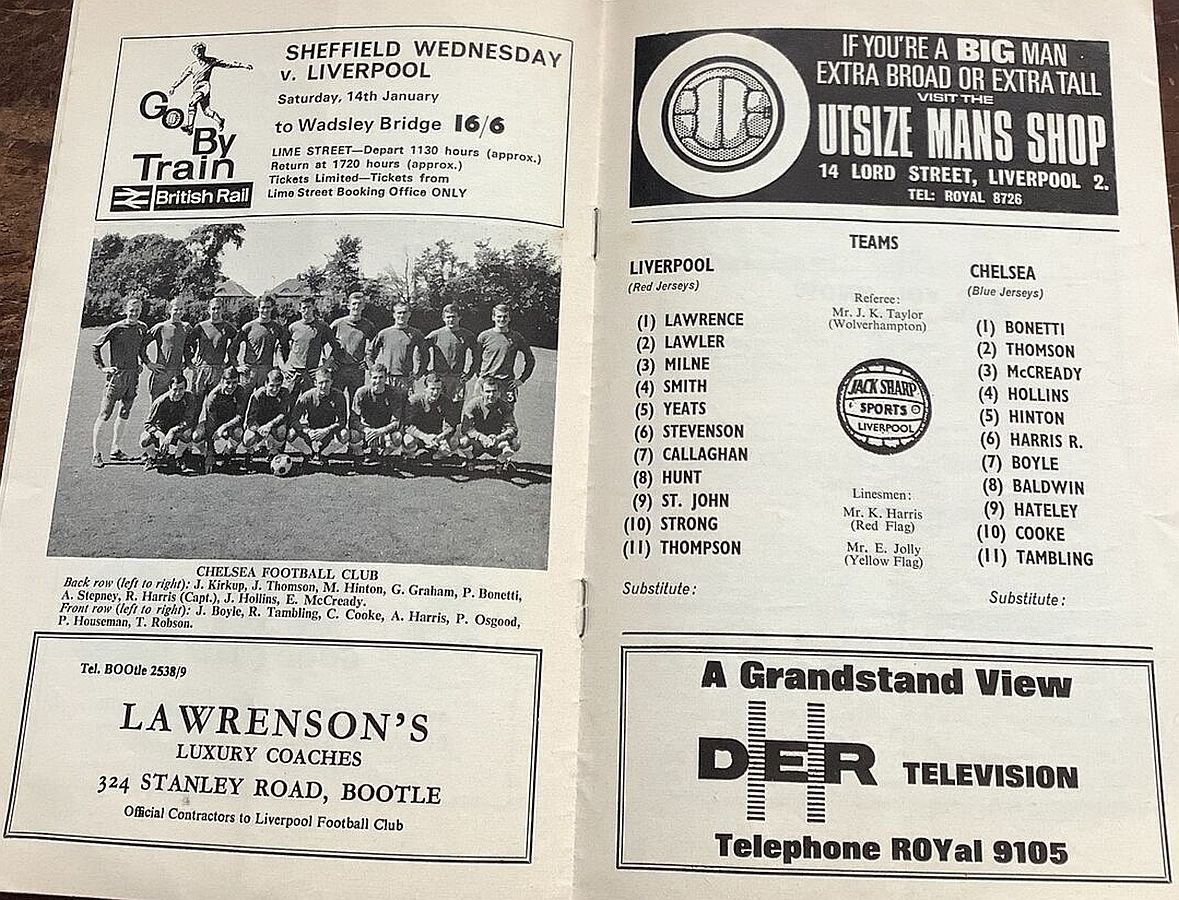 SHEFFIELD WEDNESDAY
v. LIVERPOOL
Saturday, 14th January
to Wadsley Bridge 16/6
LIME STREET—Depart 1130 hours (approx.)
Return at 1720 hours (approx.)
Tickets Limited—Tickets from
Lime Street Booking Office ONLY
Go
By
Train
British Rail
CHELSEA FOOTBALL CLUB
Back row (left to right): J. Kirkup, J. Thomson, M. Hinton, G. Graham, P. Bonetti,
A. Stepney, R. Harris (Capt.), J. Hollins, E. McCready.
Front row (left to right): J. Boyle, R. Tambling, C. Cooke, A. Harris, P. Osgood,
P. Houseman, T. Robson.
Tel. BOOtle 2538/9
LAWRENSON'S
LUXURY COACHES
324 STANLEY ROAD, BOOTLE
Official Contractors to Liverpool Football Club
IF YOU'RE A BIG MAN
EXTRA BROAD OR EXTRA TALL
VISIT THE
UTSIZE MANS SHOP
14 LORD STREET, LIVERPOOL 2.
TEL: ROYAL 8726
TEAMS
LIVERPOOL
(Red Jerseys)
(1) LAWRENCE
(2) LAWLER
(3) MILNE
(4) SMITH
(5) YEATS
(6) STEVENSON
(7) CALLAGHAN
(8) HUNT
(9) ST. JOHN
(10) STRONG
(11) THOMPSON
Substitute:
Referee:
Mr. J. K. Taylor
(Wolverhampton)
JACK SHARP
SPORTS
LIVERPOOL
Linesmen:
Mr. K. Harris
(Red Flag)
Mr. E. Jolly
(Yellow Flag)
CHELSEA
(Blue Jerseys)
(1) BONETTI
(2) THOMSON
(3) McCREADY
(4) HOLLINS
(5) HINTON
(6) HARRIS R.
(7) BOYLE
(8) BALDWIN
(9) HATELEY
(10) COOKE
(11) TAMBLING
Substitute:
A Grandstand View
DER TELEVISION
Telephone ROYal 9105